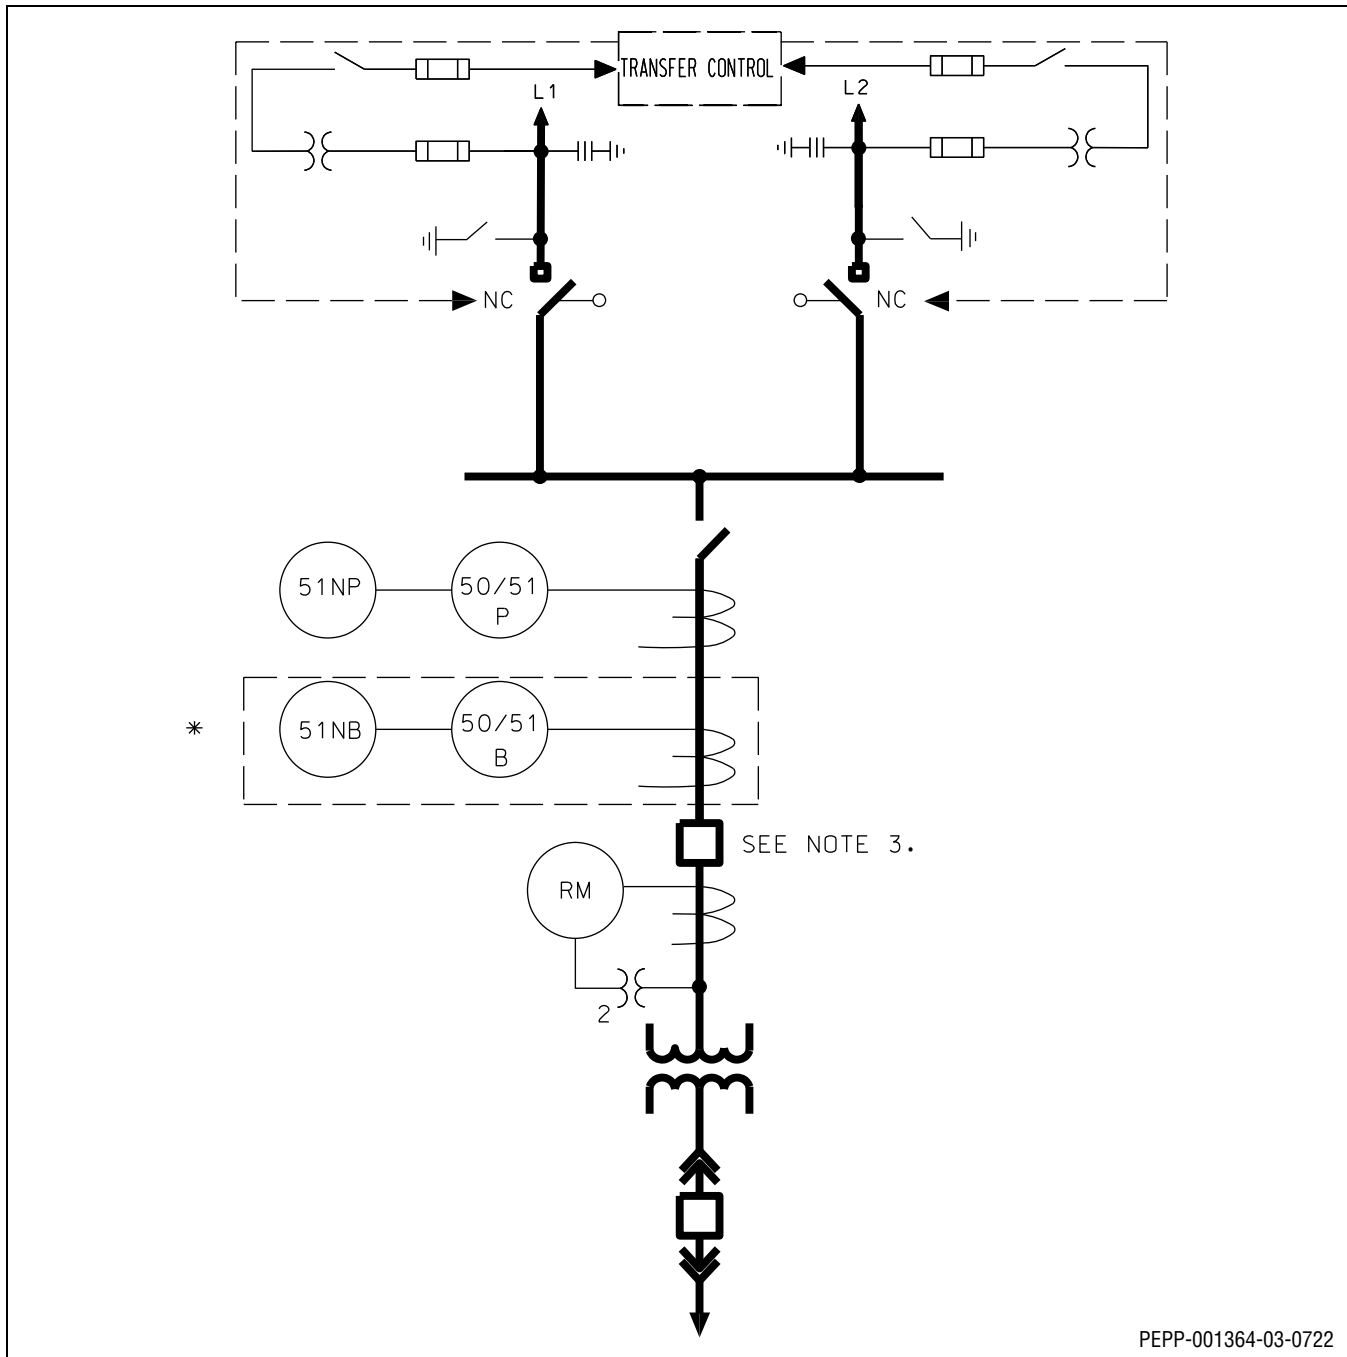 TRANSFER CONTROL
L1
L2
NC
NC
51NP
50/51
P
*
51NB
50/51
B
SEE NOTE 3.
RM
2
PEPP-001364-03-0722